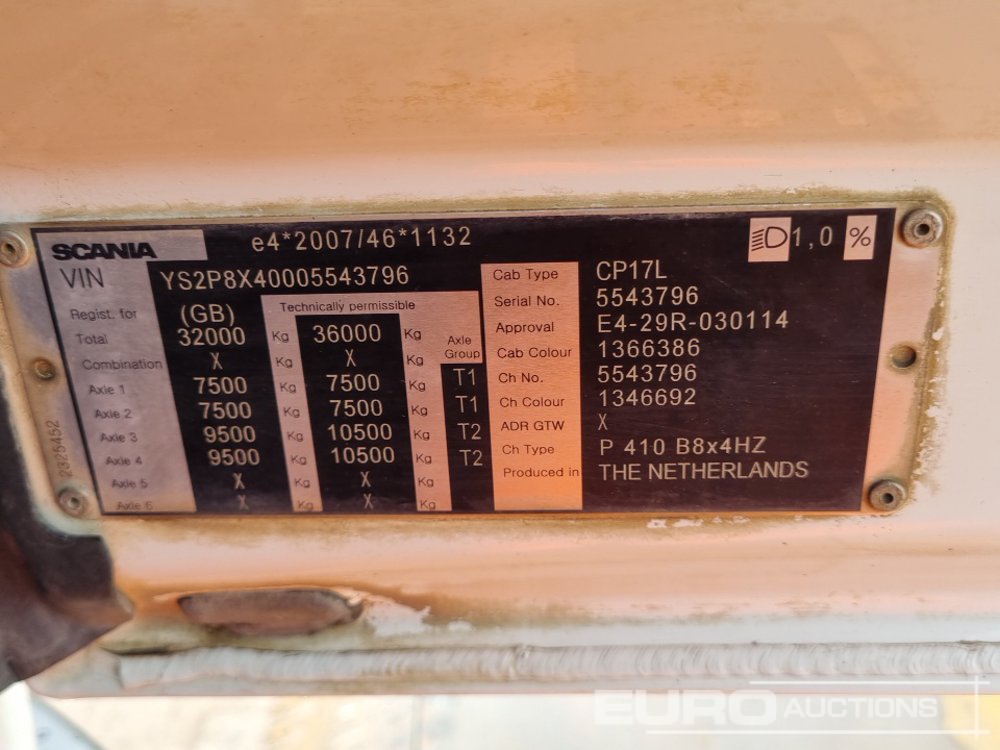 SCANIA e4*2007/46*1132 1,0 %
VIN YS2P8X40005543796
Regist. for (GB) Technically permissible
Total 32000 Kg 36000 Kg Axle Group
Combination X Kg X Kg
Axle 1 7500 Kg 7500 Kg T1
Axle 2 7500 Kg 7500 Kg T1
Axle 3 9500 Kg 10500 Kg T2
Axle 4 9500 Kg 10500 Kg T2
Axle 5 X Kg X Kg
Axle 6 X Kg X Kg
2325452
Cab Type CP17L
Serial No. 5543796
Approval E4-29R-030114
Cab Colour 1366386
Ch No. 5543796
Ch Colour 1346692
ADR GTW X
Ch Type P 410 B8x4HZ
Produced in THE NETHERLANDS
EURO AUCTIONS